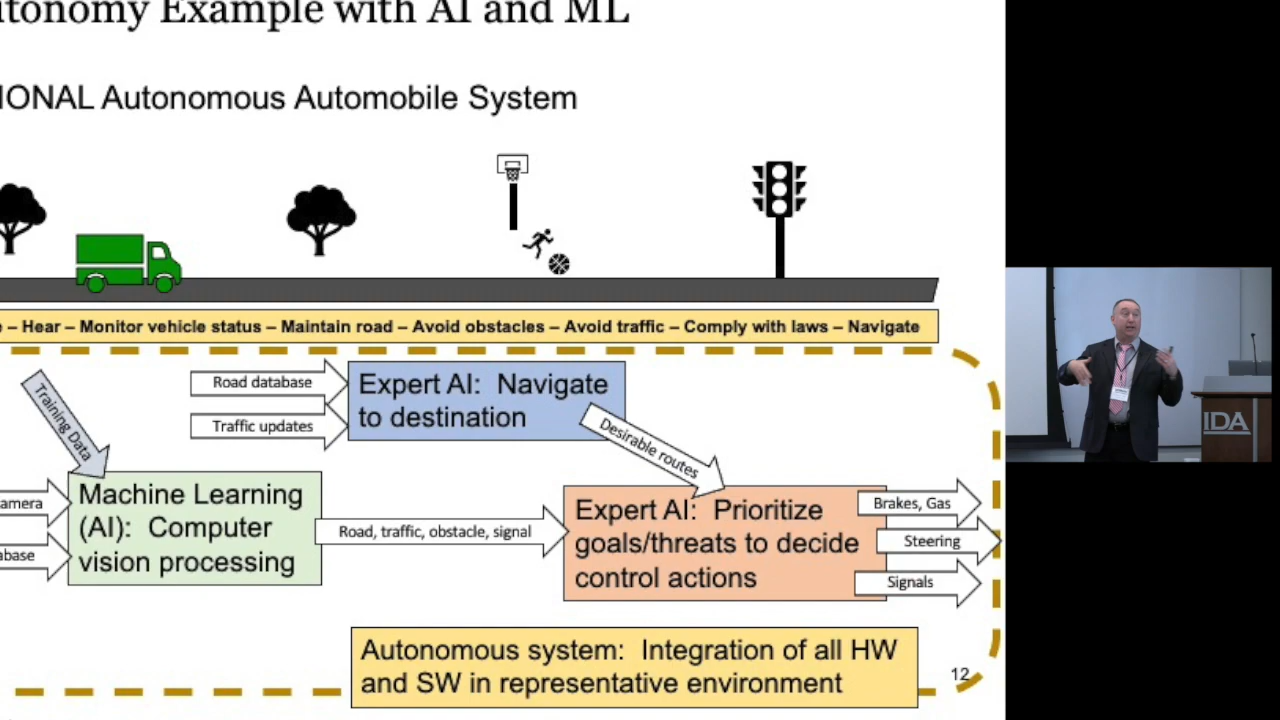 utonomy Example with AI and ML
IONAL Autonomous Automobile System
– Hear – Monitor vehicle status – Maintain road – Avoid obstacles – Avoid traffic – Comply with laws – Navigate
Training Data
Road database
Traffic updates
Expert AI: Navigate
to destination
Desirable routes
amera
abase
Machine Learning
(AI): Computer
vision processing
Road, traffic, obstacle, signal
Expert AI: Prioritize
goals/threats to decide
control actions
Brakes, Gas
Steering
Signals
Autonomous system: Integration of all HW
and SW in representative environment
12
IDA